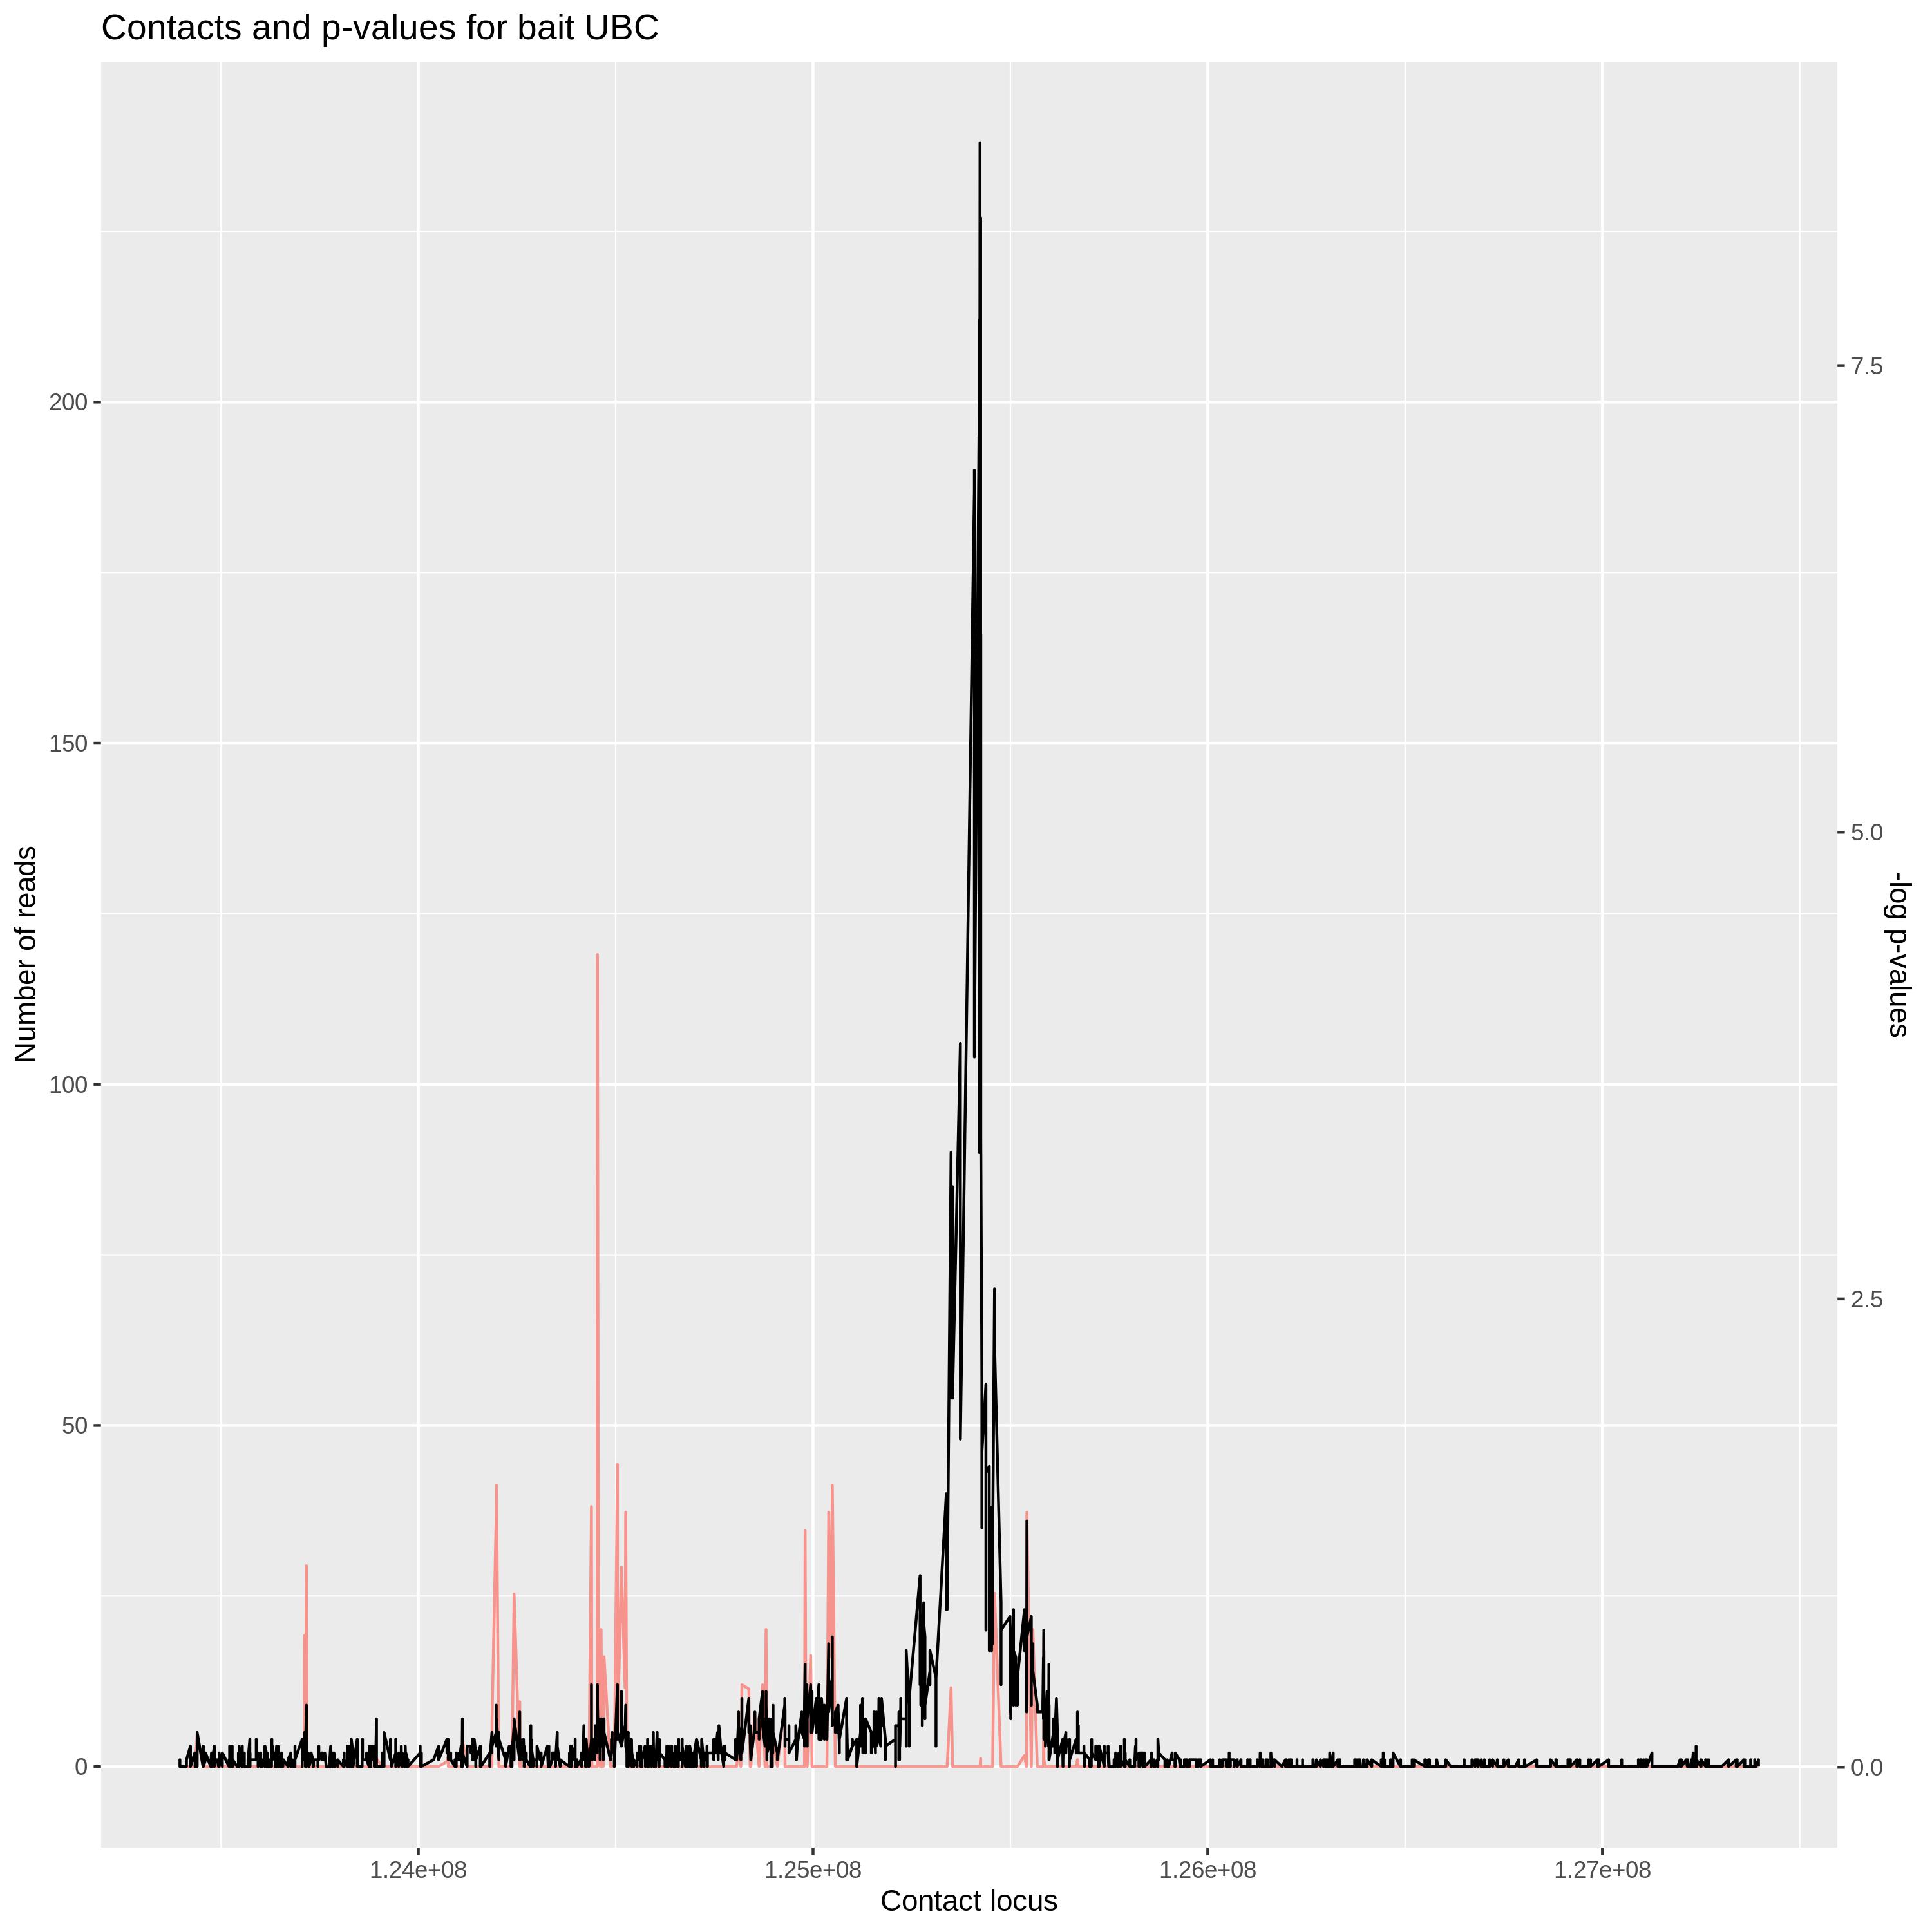 Contacts and p-values for bait UBC
Number of reads
200
150
100
50
0
7.5
5.0
2.5
0.0
-log p-values
1.24e+08
1.25e+08
1.26e+08
1.27e+08
Contact locus